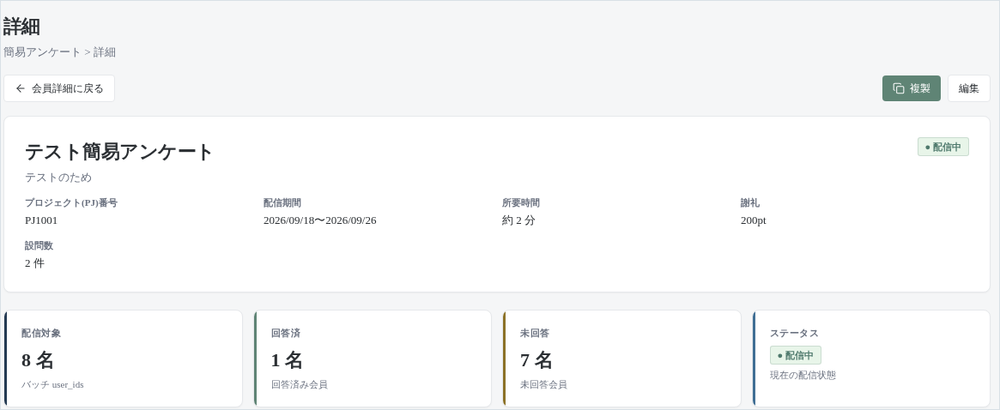 詳細
簡易アンケート > 詳細
会員詳細に戻る
複製
編集
テスト簡易アンケート
配信中
テストのため
プロジェクト(PJ)番号
PJ1001
配信期間
2026/09/18〜2026/09/26
所要時間
約 2 分
謝礼
200pt
設問数
2 件
配信対象
8 名
バッチ user_ids
回答済
1 名
回答済み会員
未回答
7 名
未回答会員
ステータス
配信中
現在の配信状態